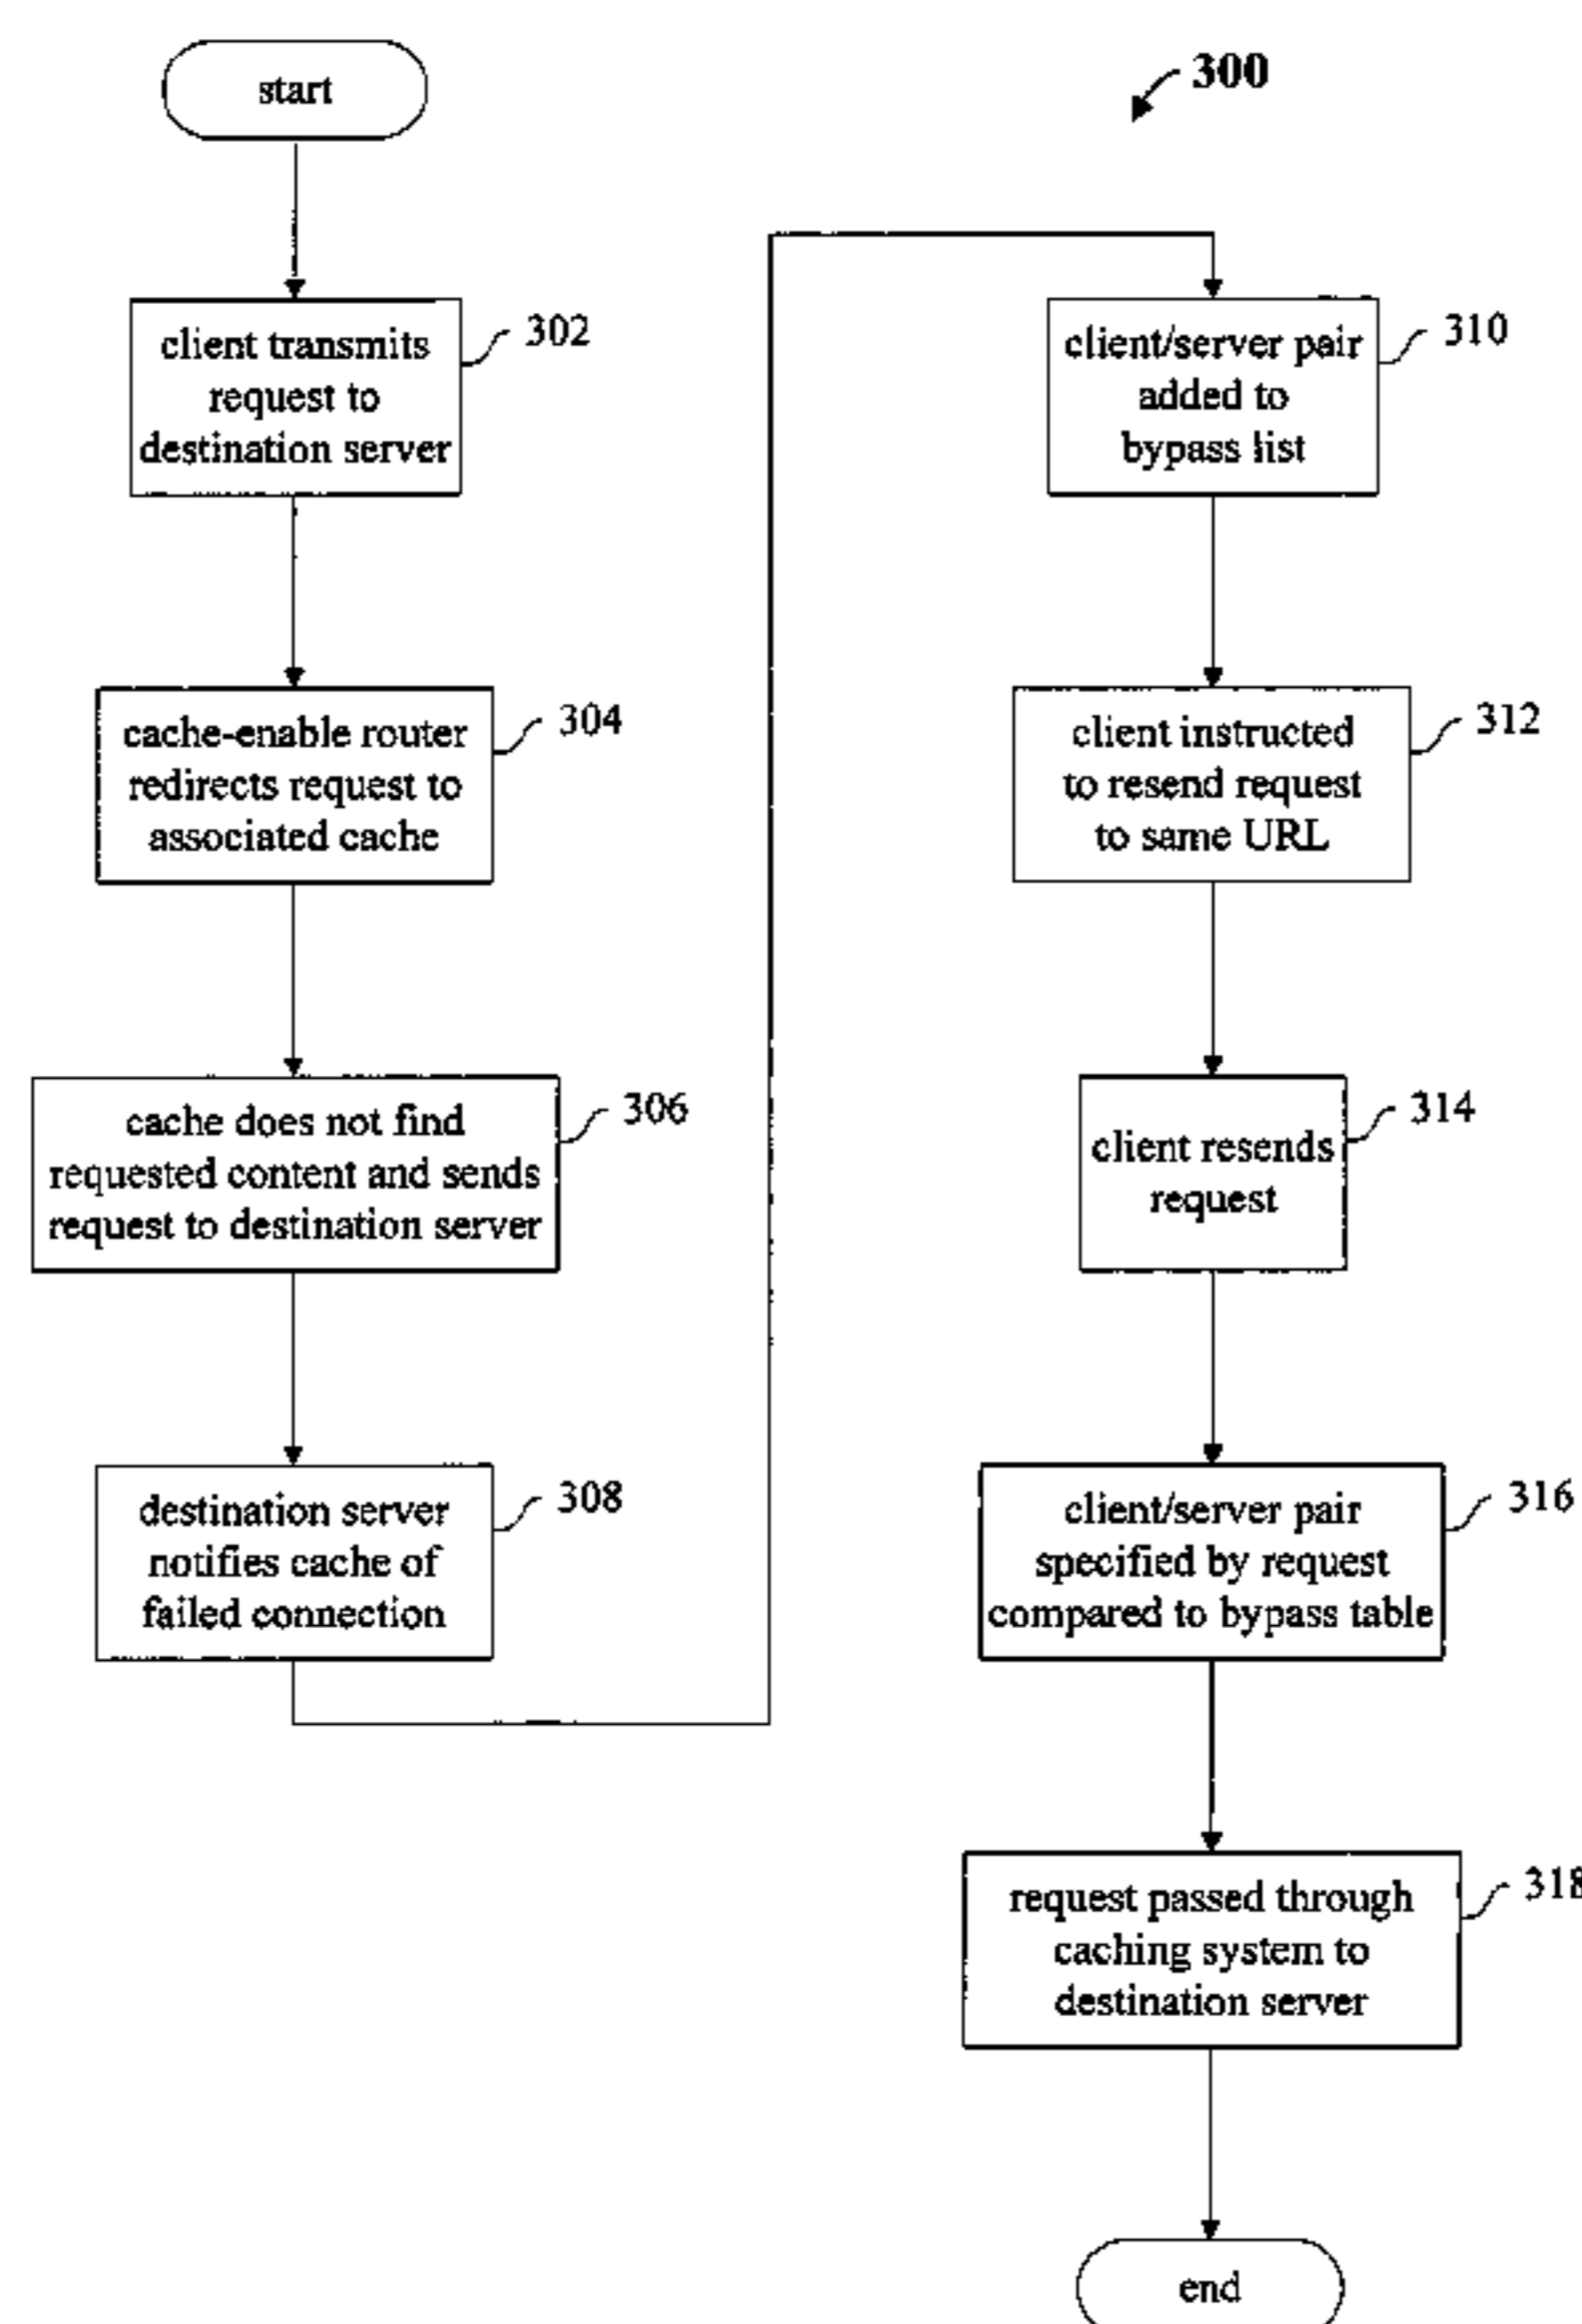 start
300
client transmits
request to
destination server
302
cache-enable router
redirects request to
associated cache
304
cache does not find
requested content and sends
request to destination server
306
destination server
notifies cache of
failed connection
308
client/server pair
added to
bypass list
310
client instructed
to resend request
to same URL
312
client resends
request
314
client/server pair
specified by request
compared to bypass table
316
request passed through
caching system to
destination server
318
end